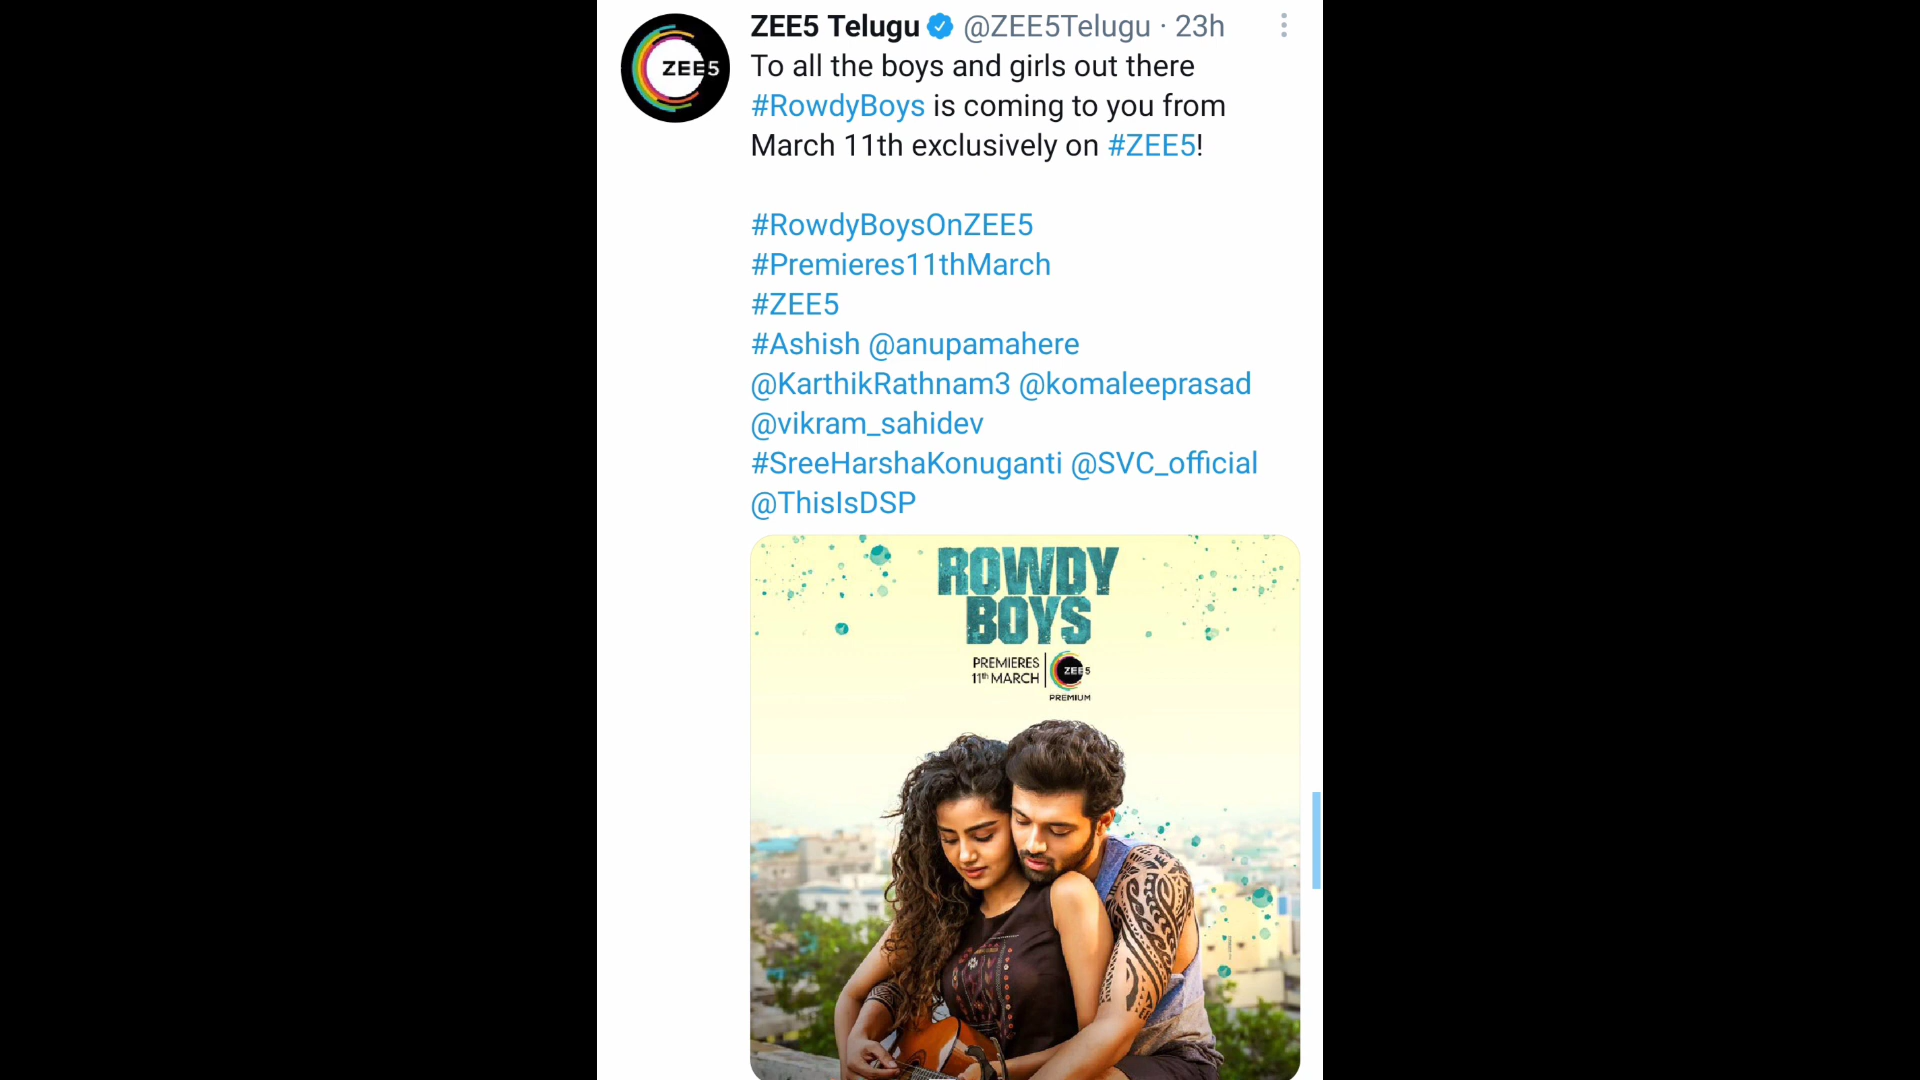 ZEE5 Telugu @ZEE5Telugu · 23h
ZEE5
To all the boys and girls out there
#RowdyBoys is coming to you from
March 11th exclusively on #ZEE5!
#RowdyBoysOnZEE5
#Premieres11thMarch
#ZEE5
#Ashish @anupamahere
@KarthikRathnam3 @komaleeprasad
@vikram_sahidev
#SreeHarshaKonuganti @SVC_official
@ThisIsDSP
ROWDY
BOYS
PREMIERES
11th MARCH
ZEE5
PREMIUM